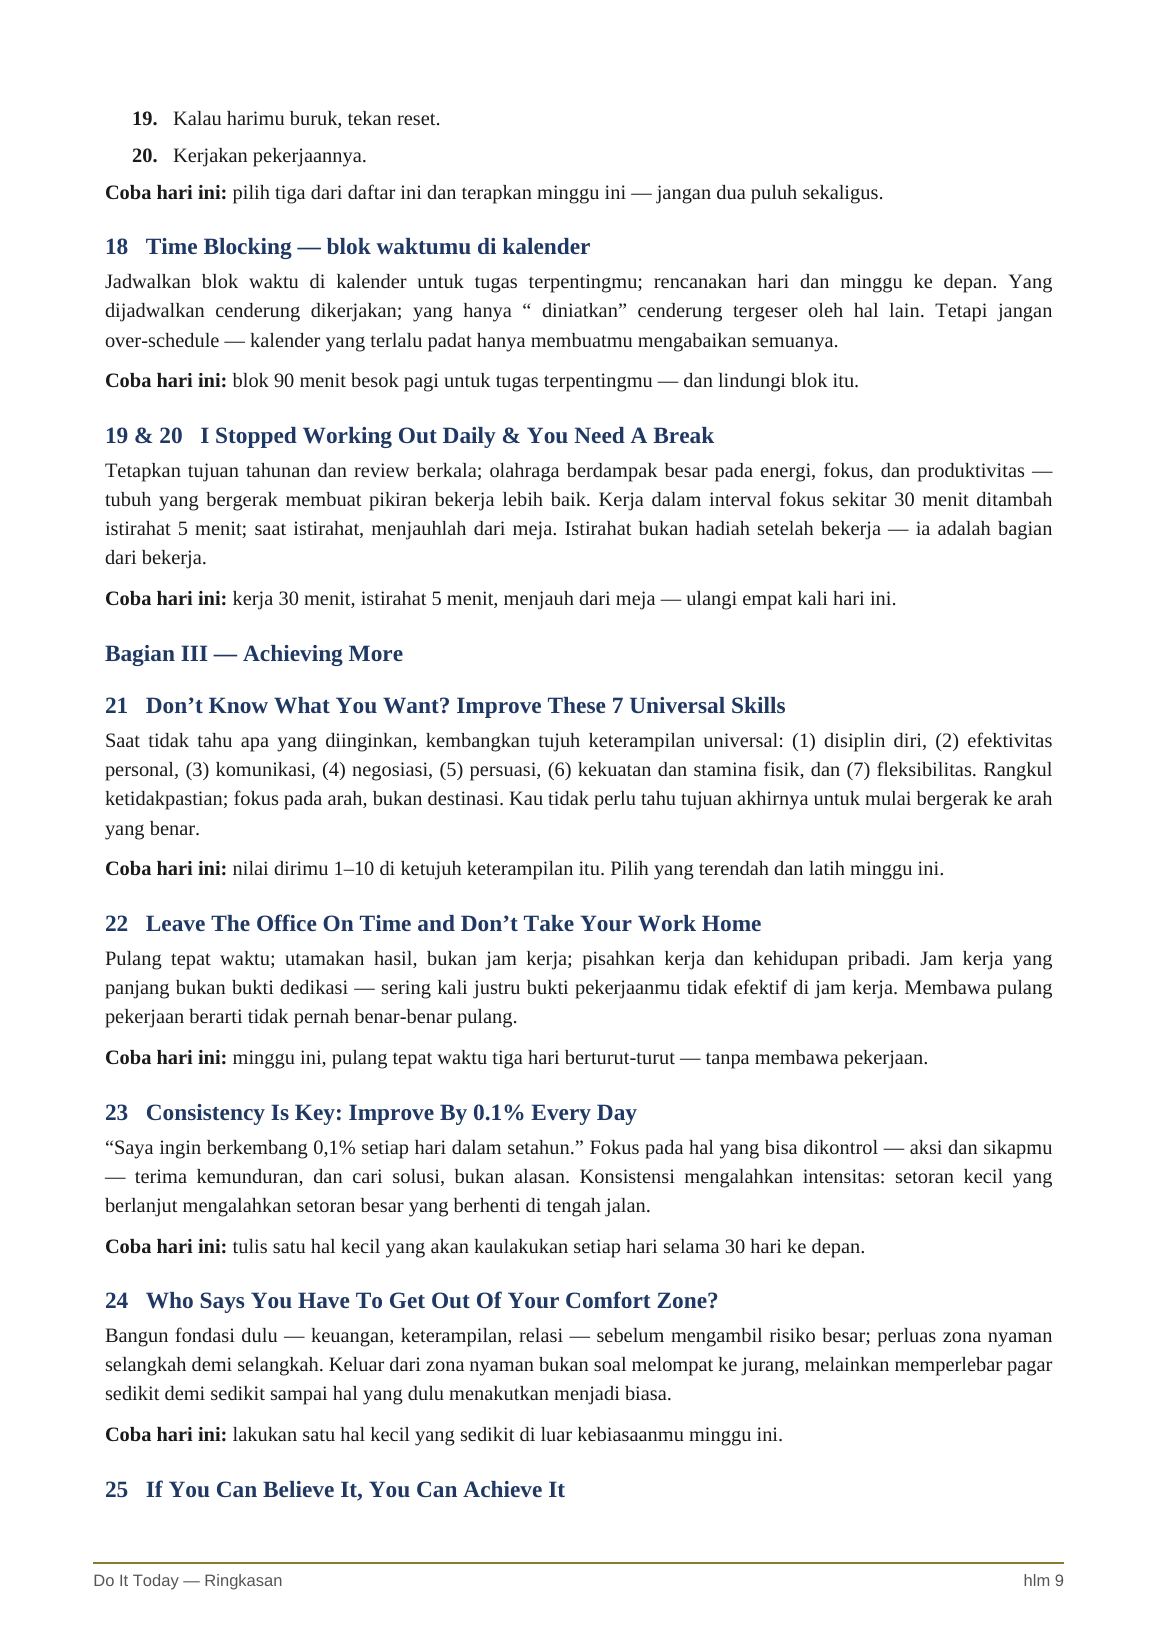 19. Kalau harimu buruk, tekan reset.
20. Kerjakan pekerjaannya.
Coba hari ini: pilih tiga dari daftar ini dan terapkan minggu ini — jangan dua puluh sekaligus.
18 Time Blocking — blok waktumu di kalender
Jadwalkan blok waktu di kalender untuk tugas terpentingmu; rencanakan hari dan minggu ke depan. Yang
dijadwalkan cenderung dikerjakan; yang hanya “ diniatkan” cenderung tergeser oleh hal lain. Tetapi jangan
over-schedule — kalender yang terlalu padat hanya membuatmu mengabaikan semuanya.
Coba hari ini: blok 90 menit besok pagi untuk tugas terpentingmu — dan lindungi blok itu.
19 & 20 I Stopped Working Out Daily & You Need A Break
Tetapkan tujuan tahunan dan review berkala; olahraga berdampak besar pada energi, fokus, dan produktivitas —
tubuh yang bergerak membuat pikiran bekerja lebih baik. Kerja dalam interval fokus sekitar 30 menit ditambah
istirahat 5 menit; saat istirahat, menjauhlah dari meja. Istirahat bukan hadiah setelah bekerja — ia adalah bagian
dari bekerja.
Coba hari ini: kerja 30 menit, istirahat 5 menit, menjauh dari meja — ulangi empat kali hari ini.
Bagian III — Achieving More
21 Don’t Know What You Want? Improve These 7 Universal Skills
Saat tidak tahu apa yang diinginkan, kembangkan tujuh keterampilan universal: (1) disiplin diri, (2) efektivitas
personal, (3) komunikasi, (4) negosiasi, (5) persuasi, (6) kekuatan dan stamina fisik, dan (7) fleksibilitas. Rangkul
ketidakpastian; fokus pada arah, bukan destinasi. Kau tidak perlu tahu tujuan akhirnya untuk mulai bergerak ke arah
yang benar.
Coba hari ini: nilai dirimu 1–10 di ketujuh keterampilan itu. Pilih yang terendah dan latih minggu ini.
22 Leave The Office On Time and Don’t Take Your Work Home
Pulang tepat waktu; utamakan hasil, bukan jam kerja; pisahkan kerja dan kehidupan pribadi. Jam kerja yang
panjang bukan bukti dedikasi — sering kali justru bukti pekerjaanmu tidak efektif di jam kerja. Membawa pulang
pekerjaan berarti tidak pernah benar-benar pulang.
Coba hari ini: minggu ini, pulang tepat waktu tiga hari berturut-turut — tanpa membawa pekerjaan.
23 Consistency Is Key: Improve By 0.1% Every Day
“Saya ingin berkembang 0,1% setiap hari dalam setahun.” Fokus pada hal yang bisa dikontrol — aksi dan sikapmu
— terima kemunduran, dan cari solusi, bukan alasan. Konsistensi mengalahkan intensitas: setoran kecil yang
berlanjut mengalahkan setoran besar yang berhenti di tengah jalan.
Coba hari ini: tulis satu hal kecil yang akan kaulakukan setiap hari selama 30 hari ke depan.
24 Who Says You Have To Get Out Of Your Comfort Zone?
Bangun fondasi dulu — keuangan, keterampilan, relasi — sebelum mengambil risiko besar; perluas zona nyaman
selangkah demi selangkah. Keluar dari zona nyaman bukan soal melompat ke jurang, melainkan memperlebar pagar
sedikit demi sedikit sampai hal yang dulu menakutkan menjadi biasa.
Coba hari ini: lakukan satu hal kecil yang sedikit di luar kebiasaanmu minggu ini.
25 If You Can Believe It, You Can Achieve It
Do It Today — Ringkasan
hlm 9